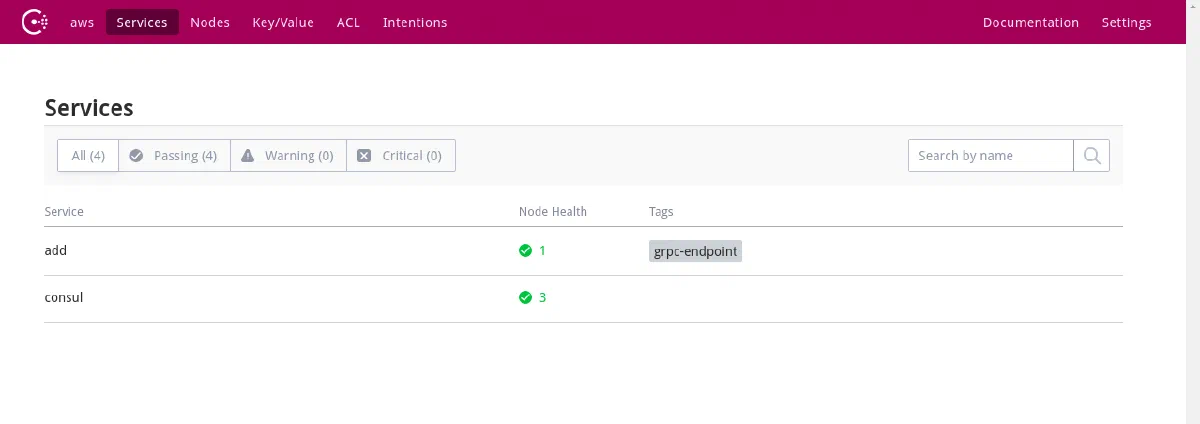 aws Services Nodes Key/Value ACL Intentions Documentation Settings
Services
All (4) Passing (4) Warning (0) Critical (0) Search by name
Service Node Health Tags
add 1 grpc-endpoint
consul 3